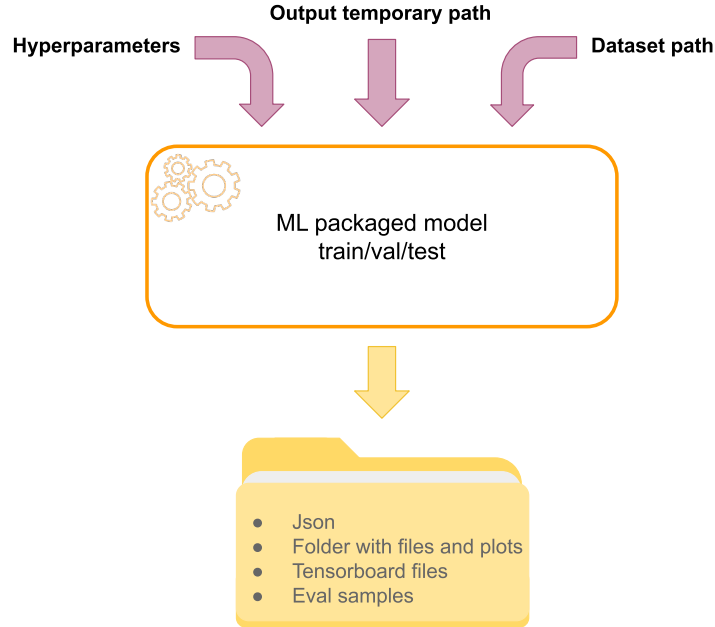 Output temporary path
Hyperparameters
Dataset path
ML packaged model
train/val/test
● Json
● Folder with files and plots
● Tensorboard files
● Eval samples